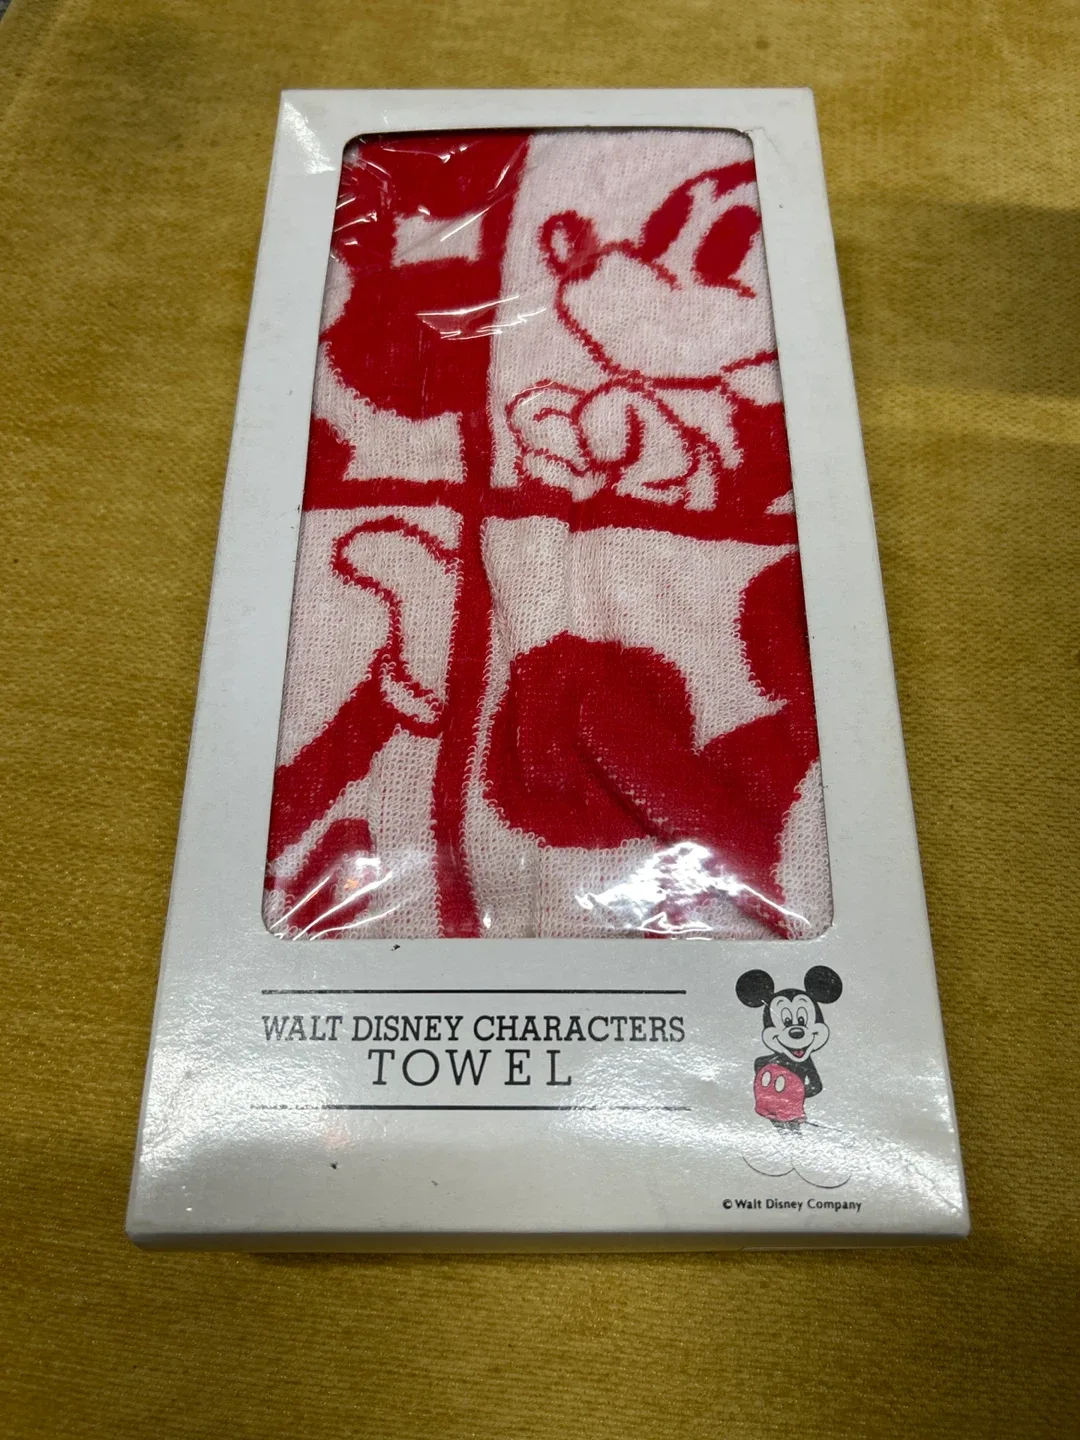 WALT DISNEY CHARACTERS
TOWEL
© Walt Disney Company